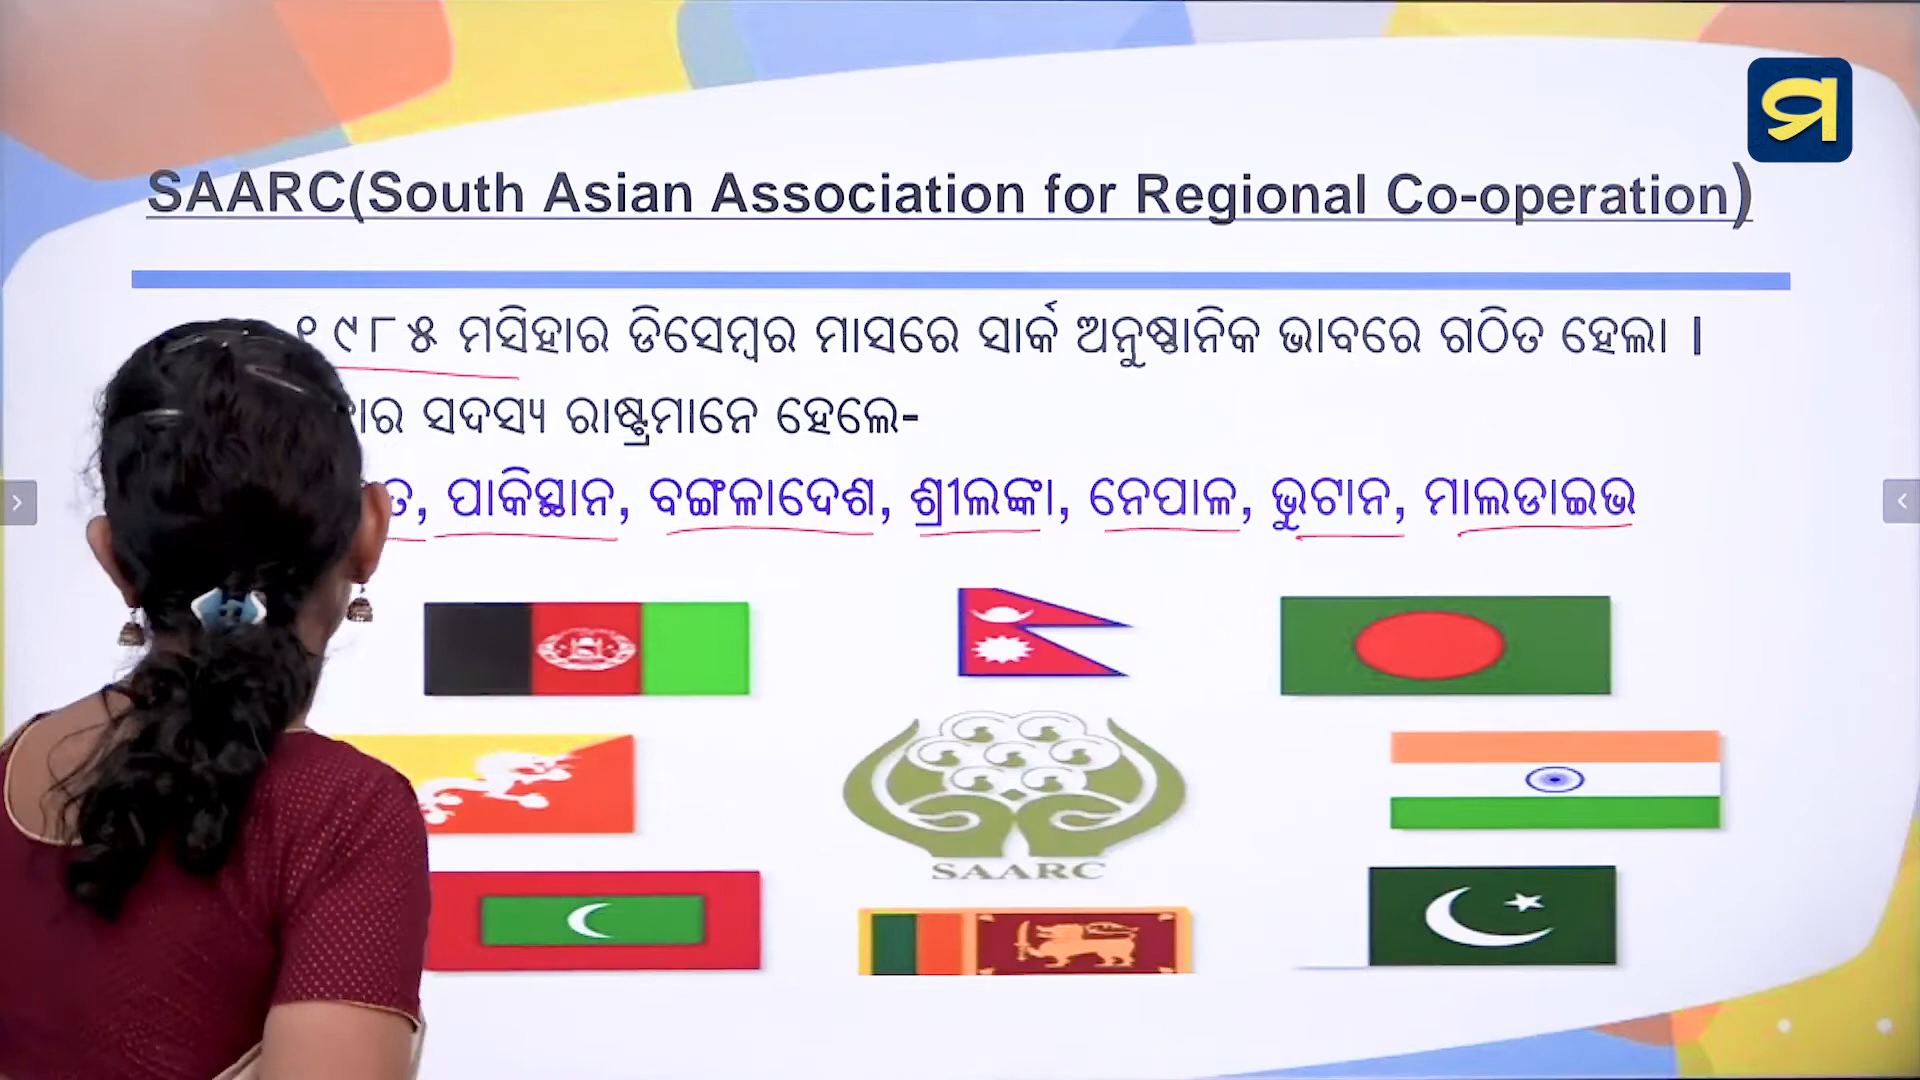 ମ
SAARC(South Asian Association for Regional Co-operation)
୧୯୮୫ ମସିହାର ଡିସେମ୍ବର ମାସରେ ସାର୍କ ଅନୁଷ୍ଠାନିକ ଭାବରେ ଗଠିତ ହେଲା |
ସଦସ୍ୟ ରାଷ୍ଟ୍ରମାନେ ହେଲେ-
ପାକିସ୍ଥାନ, ବଙ୍ଗଳାଦେଶ, ଶ୍ରୀଲଙ୍କା, ନେପାଳ, ଭୁଟାନ, ମାଲଡାଇଭ
SAARC